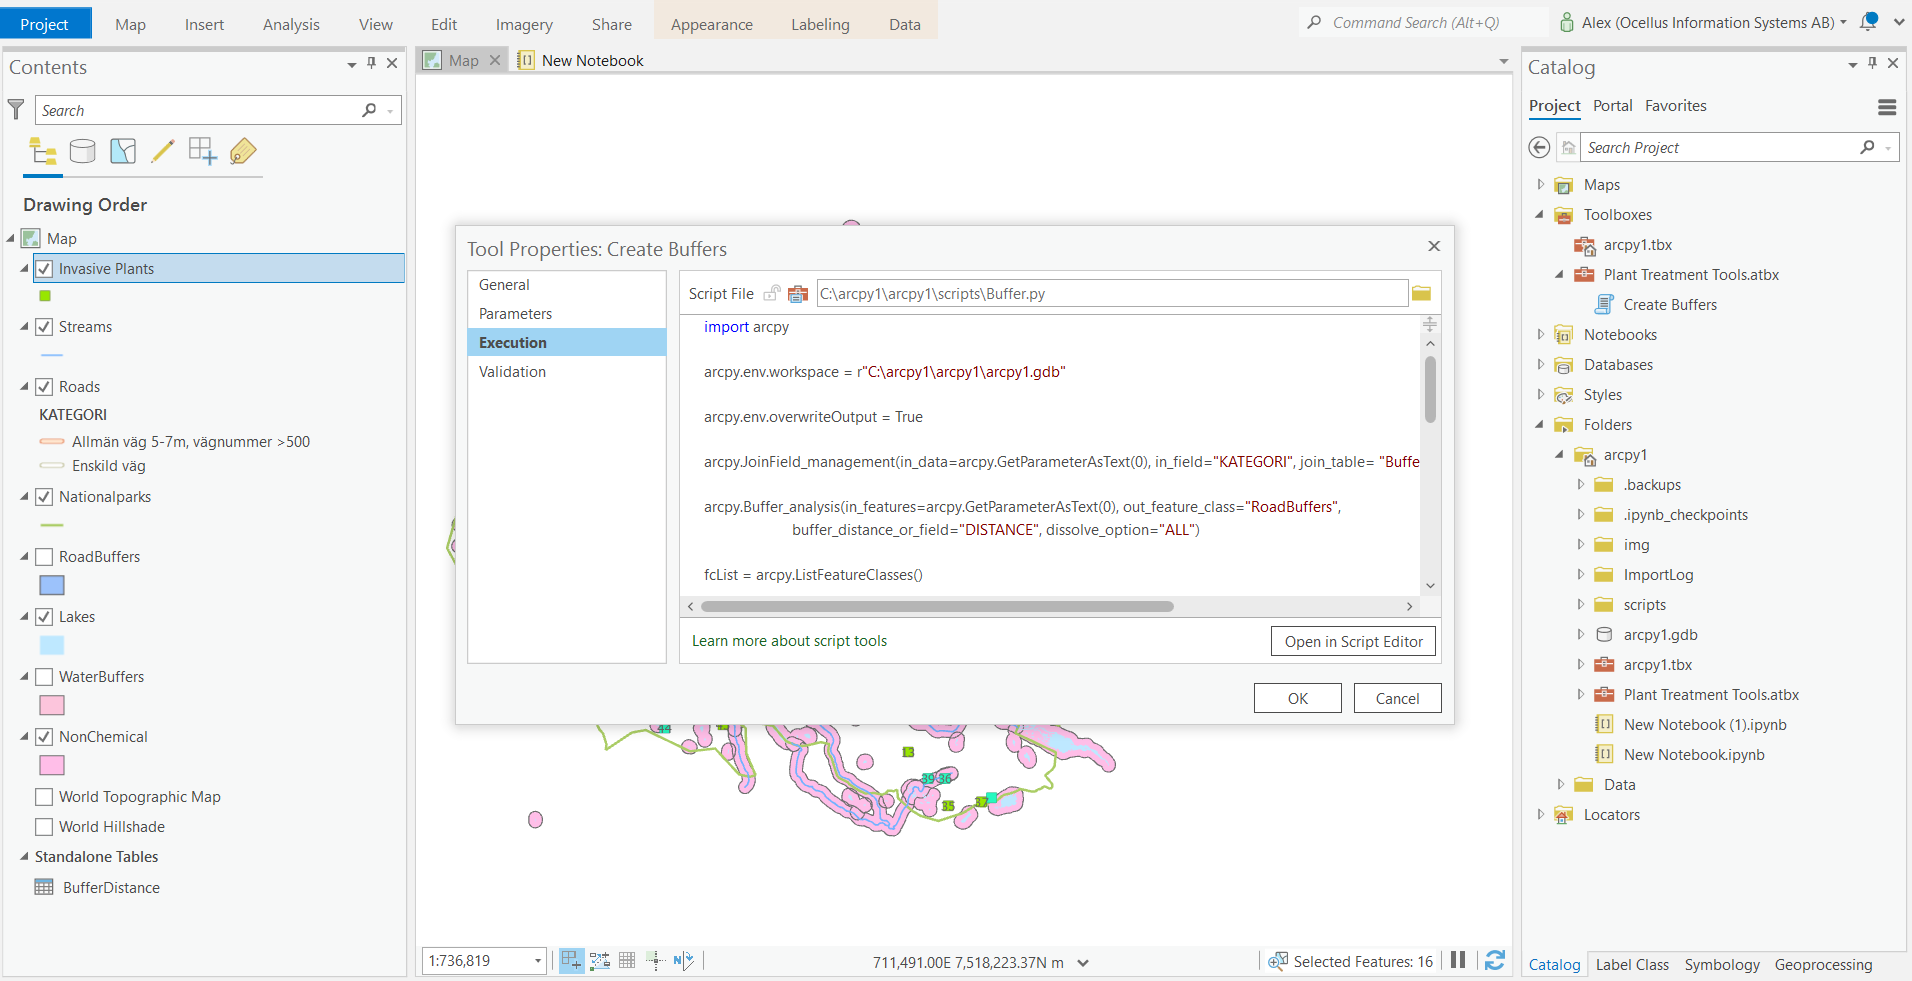 Project Map Insert Analysis View Edit Imagery Share Appearance Labeling Data
Command Search (Alt+Q)
Alex (Ocellus Information Systems AB)
Contents
Search
Drawing Order
Map
Invasive Plants
Streams
Roads
KATEGORI
Allmän väg 5-7m, vägnummer >500
Enskild väg
Nationalparks
RoadBuffers
Lakes
WaterBuffers
NonChemical
World Topographic Map
World Hillshade
Standalone Tables
BufferDistance
Map New Notebook
Tool Properties: Create Buffers
General
Parameters
Execution
Validation
Script File
C:\arcpy1\arcpy1\scripts\Buffer.py
import arcpy
arcpy.env.workspace = r"C:\arcpy1\arcpy1\arcpy1.gdb"
arcpy.env.overwriteOutput = True
arcpy.JoinField_management(in_data=arcpy.GetParameterAsText(0), in_field="KATEGORI", join_table= "Buffe
arcpy.Buffer_analysis(in_features=arcpy.GetParameterAsText(0), out_feature_class="RoadBuffers",
buffer_distance_or_field="DISTANCE", dissolve_option="ALL")
fcList = arcpy.ListFeatureClasses()
Learn more about script tools
Open in Script Editor
OK Cancel
44
13
39 36
35 37
1:736,819
711,491.00E 7,518,223.37N m
Selected Features: 16
Catalog
Project Portal Favorites
Search Project
Maps
Toolboxes
arcpy1.tbx
Plant Treatment Tools.atbx
Create Buffers
Notebooks
Databases
Styles
Folders
arcpy1
.backups
.ipynb_checkpoints
img
ImportLog
scripts
arcpy1.gdb
arcpy1.tbx
Plant Treatment Tools.atbx
New Notebook (1).ipynb
New Notebook.ipynb
Data
Locators
Catalog Label Class Symbology Geoprocessing